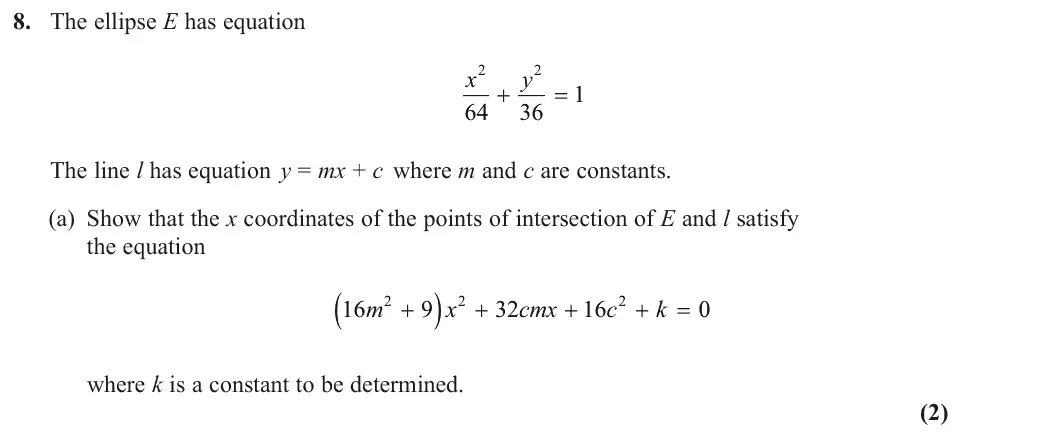 8. The ellipse E has equation
x²/64 + y²/36 = 1
The line l has equation y = mx + c where m and c are constants.
(a) Show that the x coordinates of the points of intersection of E and l satisfy
the equation
(16m² + 9)x² + 32cmx + 16c² + k = 0
where k is a constant to be determined.
(2)